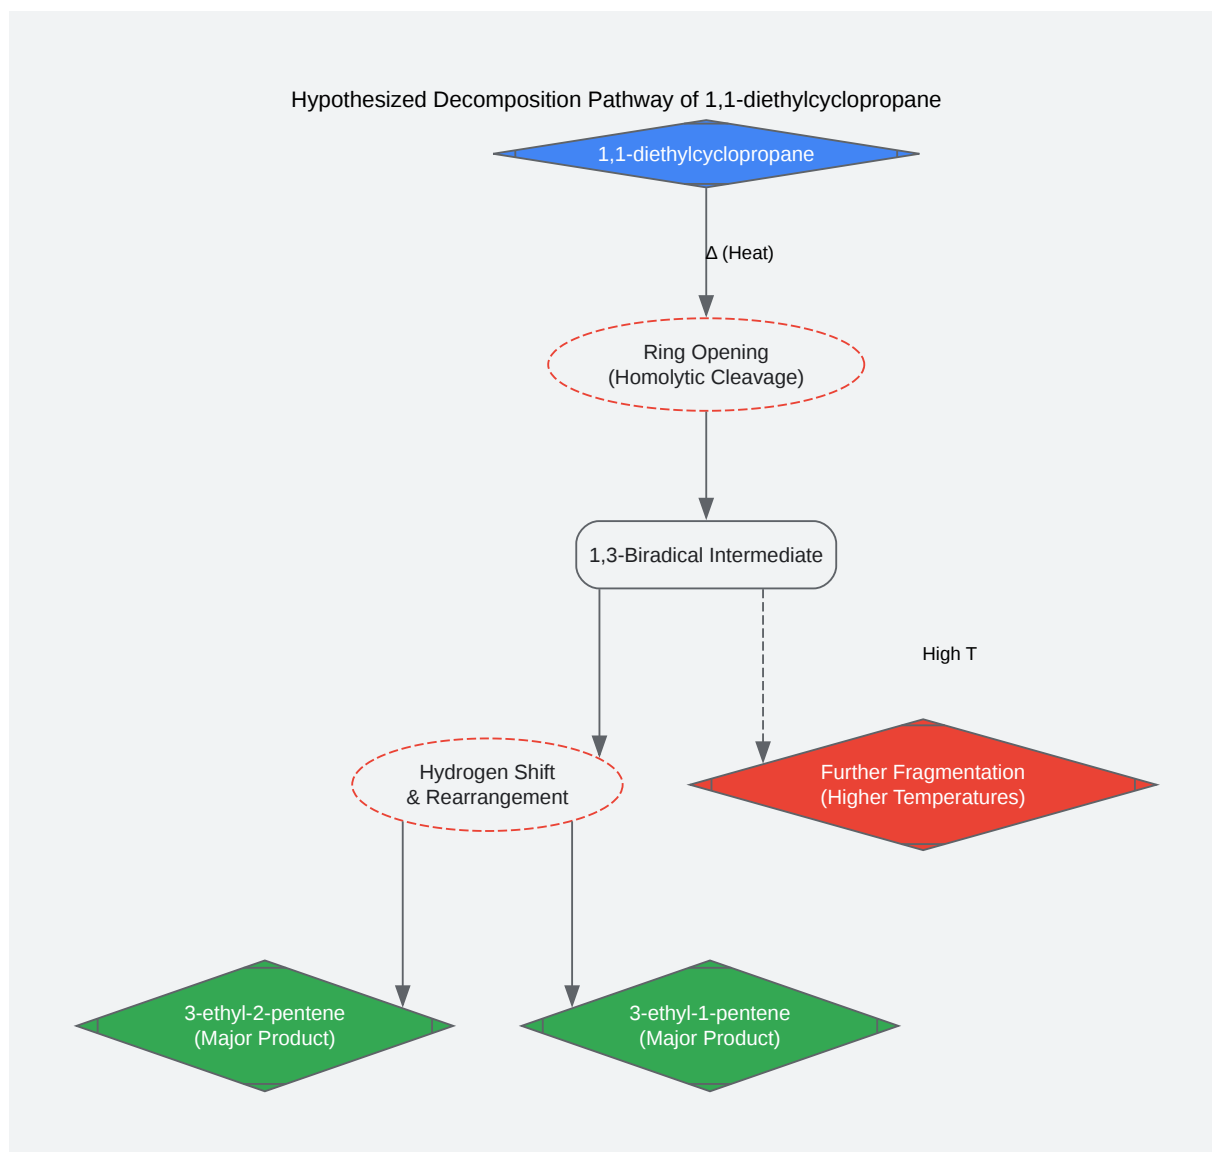 Hypothesized Decomposition Pathway of 1,1-diethylcyclopropane
1,1-diethylcyclopropane
Δ (Heat)
Ring Opening
(Homolytic Cleavage)
1,3-Biradical Intermediate
High T
Hydrogen Shift
& Rearrangement
Further Fragmentation
(Higher Temperatures)
3-ethyl-2-pentene
(Major Product)
3-ethyl-1-pentene
(Major Product)